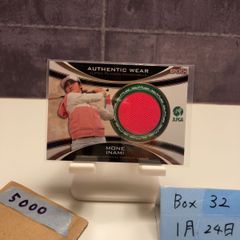 AUTHENTIC WEAR
JLPGA
MONE
INAMI
5000
Box 32
1月24日